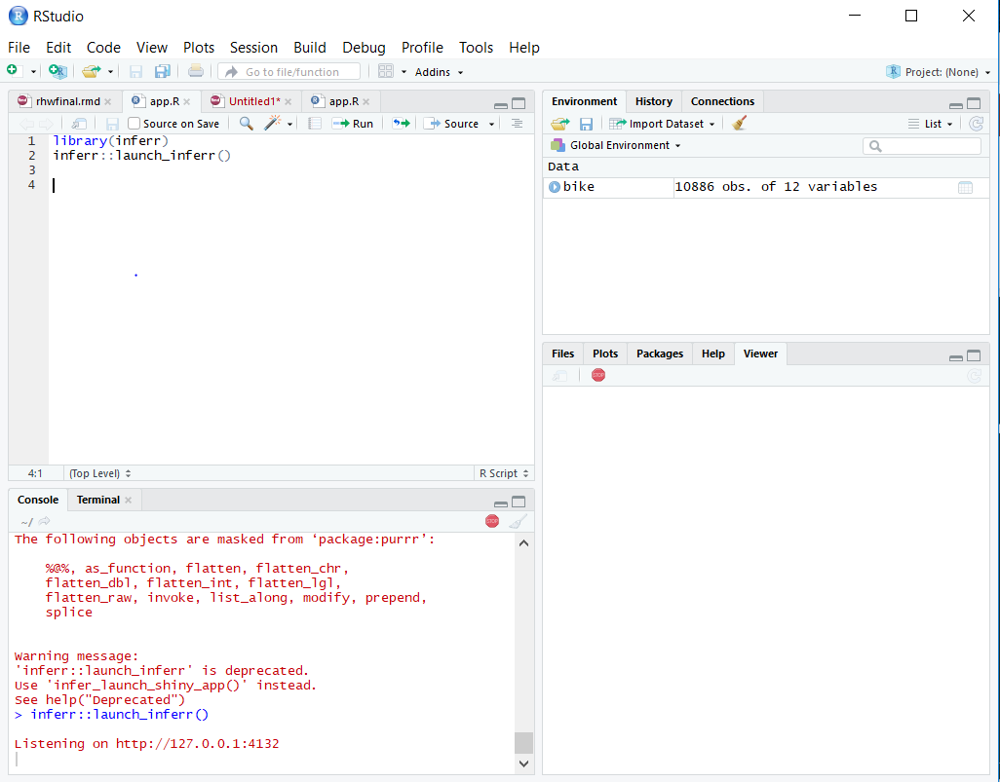 RStudio
File Edit Code View Plots Session Build Debug Profile Tools Help
Go to file/function Addins Project: (None)
rhwfinal.rmd app.R Untitled1* app.R
Source on Save Run Source
1 library(inferr)
2 inferr::launch_inferr()
3
4
4:1 (Top Level) R Script
Console Terminal
~/
The following objects are masked from ‘package:purrr’:
%@%, as_function, flatten, flatten_chr,
flatten_dbl, flatten_int, flatten_lgl,
flatten_raw, invoke, list_along, modify, prepend,
splice
Warning message:
'inferr::launch_inferr' is deprecated.
Use 'infer_launch_shiny_app()' instead.
See help("Deprecated")
> inferr::launch_inferr()
Listening on http://127.0.0.1:4132
Environment History Connections
Import Dataset List
Global Environment
Data
bike 10886 obs. of 12 variables
Files Plots Packages Help Viewer
STOP